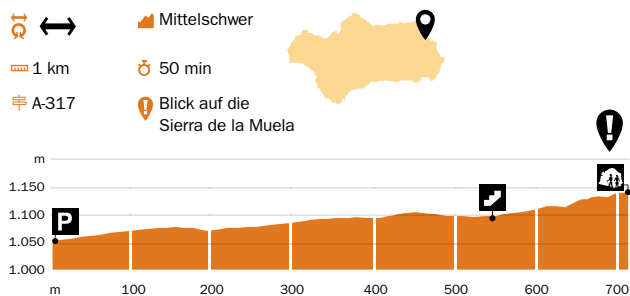 Mittelschwer
1 km
50 min
A-317
Blick auf die
Sierra de la Muela
m
1.150
1.100
1.050
1.000
P
m 100 200 300 400 500 600 700